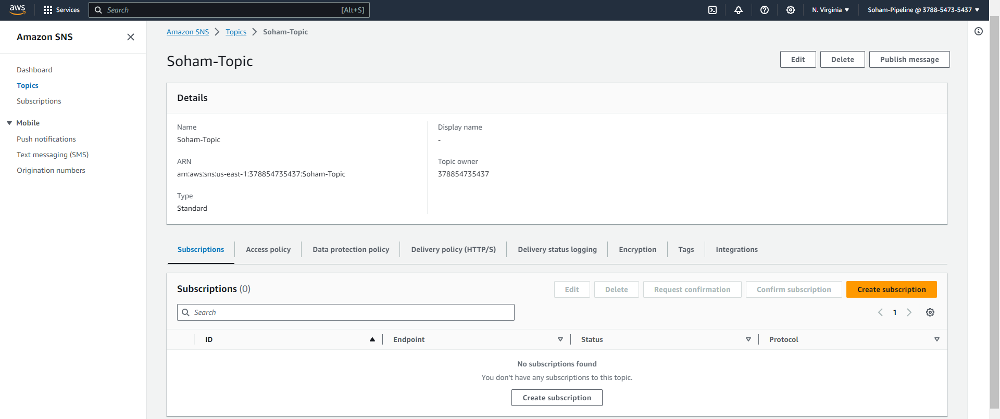 aws Services Search [Alt+S] N. Virginia Soham-Pipeline @ 3788-5473-5437
Amazon SNS
Dashboard
Topics
Subscriptions
Mobile
Push notifications
Text messaging (SMS)
Origination numbers
Amazon SNS Topics Soham-Topic
Soham-Topic
Edit Delete Publish message
Details
Name
Soham-Topic
ARN
arn:aws:sns:us-east-1:378854735437:Soham-Topic
Type
Standard
Display name
-
Topic owner
378854735437
Subscriptions Access policy Data protection policy Delivery policy (HTTP/S) Delivery status logging Encryption Tags Integrations
Subscriptions (0)
Edit Delete Request confirmation Confirm subscription Create subscription
Search
1
ID Endpoint Status Protocol
No subscriptions found
You don't have any subscriptions to this topic.
Create subscription